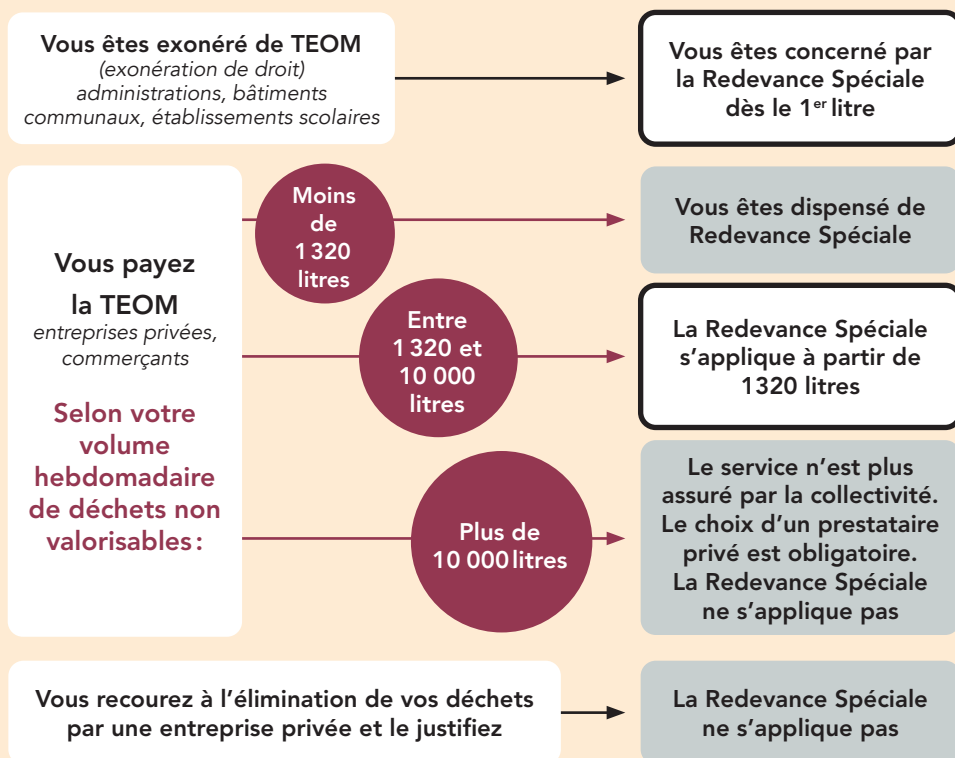 Vous êtes exonéré de TEOM
(exonération de droit)
administrations, bâtiments
communaux, établissements scolaires
Vous êtes concerné par
la Redevance Spéciale
dès le 1er litre
Vous payez
la TEOM
entreprises privées,
commerçants
Selon votre
volume
hebdomadaire
de déchets non
valorisables :
Moins
de
1 320
litres
Vous êtes dispensé de
Redevance Spéciale
Entre
1 320 et
10 000
litres
La Redevance Spéciale
s'applique à partir de
1320 litres
Plus de
10 000 litres
Le service n'est plus
assuré par la collectivité.
Le choix d'un prestataire
privé est obligatoire.
La Redevance Spéciale
ne s'applique pas
Vous recourez à l'élimination de vos déchets
par une entreprise privée et le justifiez
La Redevance Spéciale
ne s'applique pas